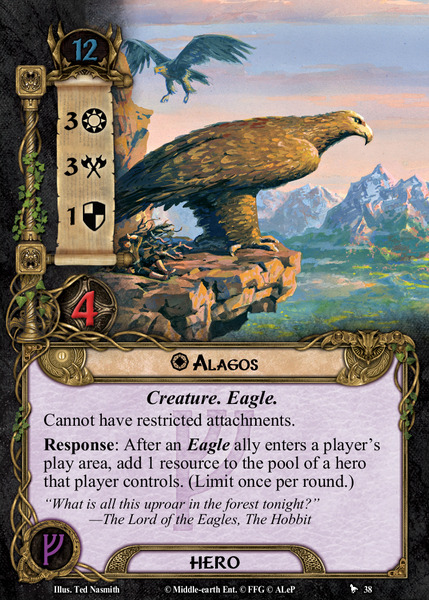 12
3
3
1
4
Alagos
Creature. Eagle.
Cannot have restricted attachments.
Response: After an Eagle ally enters a player's
play area, add 1 resource to the pool of a hero
that player controls. (Limit once per round.)
"What is all this uproar in the forest tonight?"
—The Lord of the Eagles, The Hobbit
HERO
Illus. Ted Nasmith © Middle-earth Ent. © FFG © ALeP 38